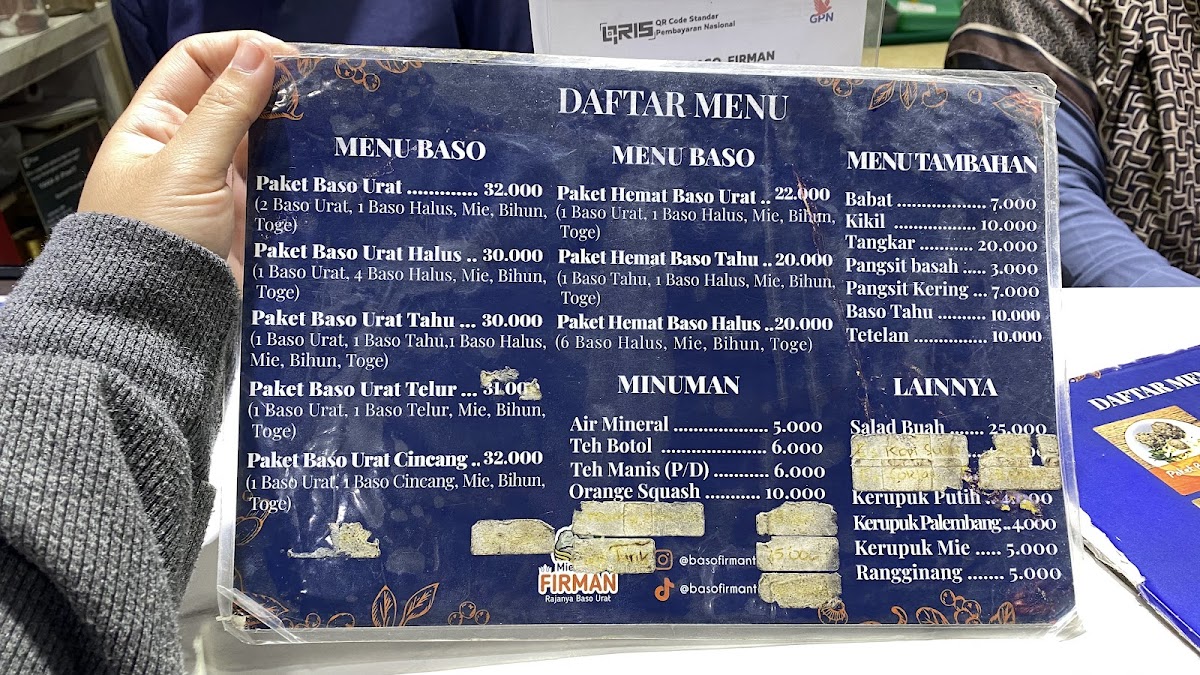 QRIS QR Code Standar
Pembayaran Nasional
GPN
FIRMAN
DAFTAR MENU
MENU BASO
Paket Baso Urat ............. 32.000
(2 Baso Urat, 1 Baso Halus, Mie, Bihun,
Toge)
Paket Baso Urat Halus .. 30.000
(1 Baso Urat, 4 Baso Halus, Mie, Bihun,
Toge)
Paket Baso Urat Tahu ... 30.000
(1 Baso Urat, 1 Baso Tahu,1 Baso Halus,
Mie, Bihun, Toge)
Paket Baso Urat Telur ...
(1 Baso Urat, 1 Baso Telur, Mie, Bihun,
Toge)
Paket Baso Urat Cincang .. 32.000
(1 Baso Urat, 1 Baso Cincang, Mie, Bihun,
Toge)
MENU BASO
Paket Hemat Baso Urat .. 22.000
(1 Baso Urat, 1 Baso Halus, Mie, Bihun,
Toge)
Paket Hemat Baso Tahu .. 20.000
(1 Baso Tahu, 1 Baso Halus, Mie, Bihun,
Toge)
Paket Hemat Baso Halus ..20.000
(6 Baso Halus, Mie, Bihun, Toge)
MINUMAN
Air Mineral .................... 5.000
Teh Botol ...................... 6.000
Teh Manis (P/D) ........... 6.000
Orange Squash ........... 10.000
Mie
FIRMAN
Rajanya Baso Urat
@basofirmant
@basofirmant
MENU TAMBAHAN
Babat .................. 7.000
Kikil ................. 10.000
Tangkar ........... 20.000
Pangsit basah ..... 3.000
Pangsit Kering ... 7.000
Baso Tahu .......... 10.000
Tetelan ............... 10.000
LAINNYA
Salad Buah ....... 25.000
Kerupuk Putih ..
Kerupuk Palembang .. 4.000
Kerupuk Mie ..... 5.000
Rangginang ....... 5.000
DAFTAR ME